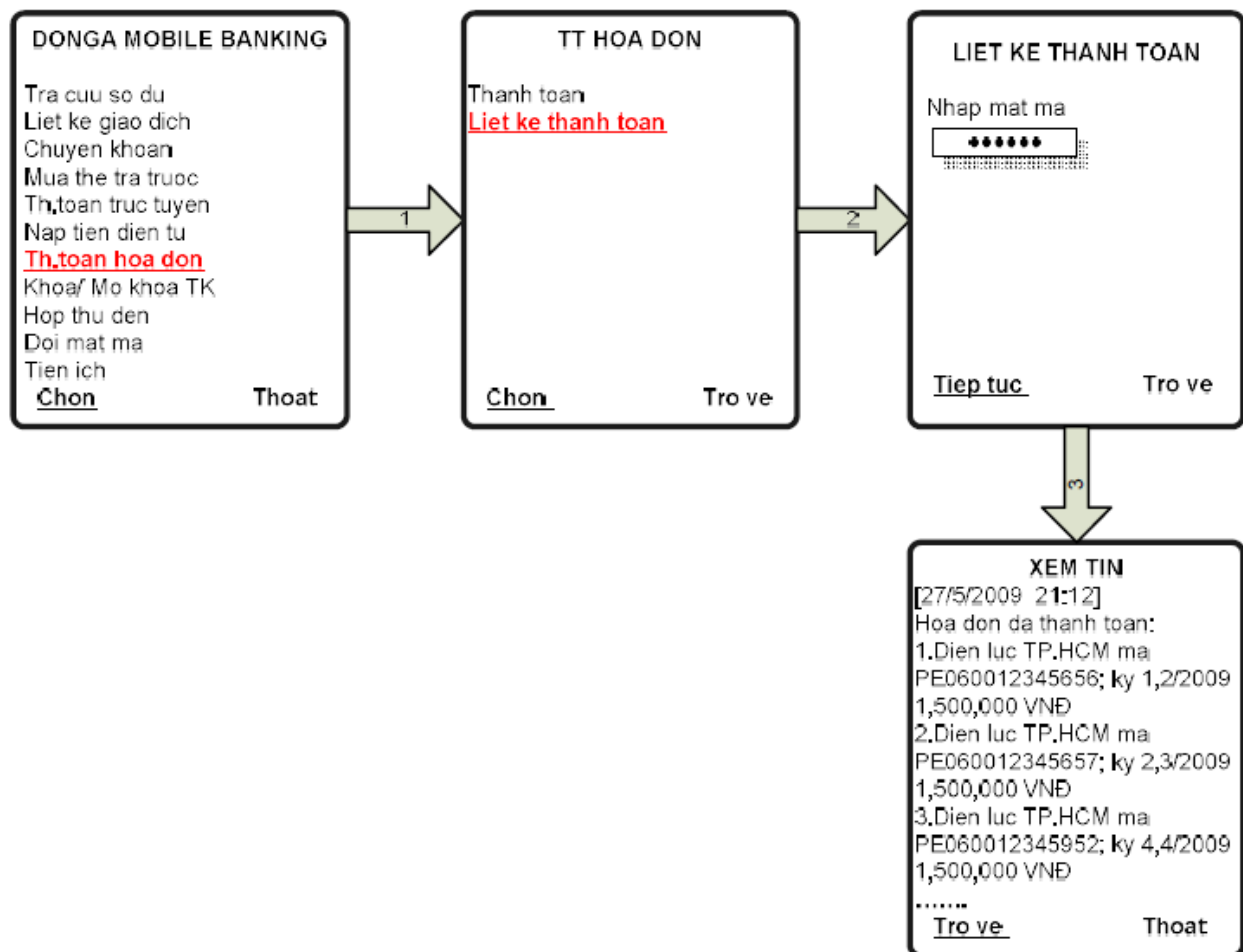 DONGA MOBILE BANKING
Tra cuu so du
Liet ke giao dich
Chuyen khoan
Mua the tra truoc
Th.toan truc tuyen
Nap tien dien tu
Th.toan hoa don
Khoa/ Mo khoa TK
Hop thu den
Doi mat ma
Tien ich
Chon Thoat
1
TT HOA DON
Thanh toan
Liet ke thanh toan
Chon Tro ve
2
LIET KE THANH TOAN
Nhap mat ma
••••••
Tiep tuc Tro ve
3
XEM TIN
[27/5/2009 21:12]
Hoa don da thanh toan:
1.Dien luc TP.HCM ma
PE060012345656; ky 1,2/2009
1,500,000 VNĐ
2.Dien luc TP.HCM ma
PE060012345657; ky 2,3/2009
1,500,000 VNĐ
3.Dien luc TP.HCM ma
PE060012345952; ky 4,4/2009
1,500,000 VNĐ
.......
Tro ve Thoat